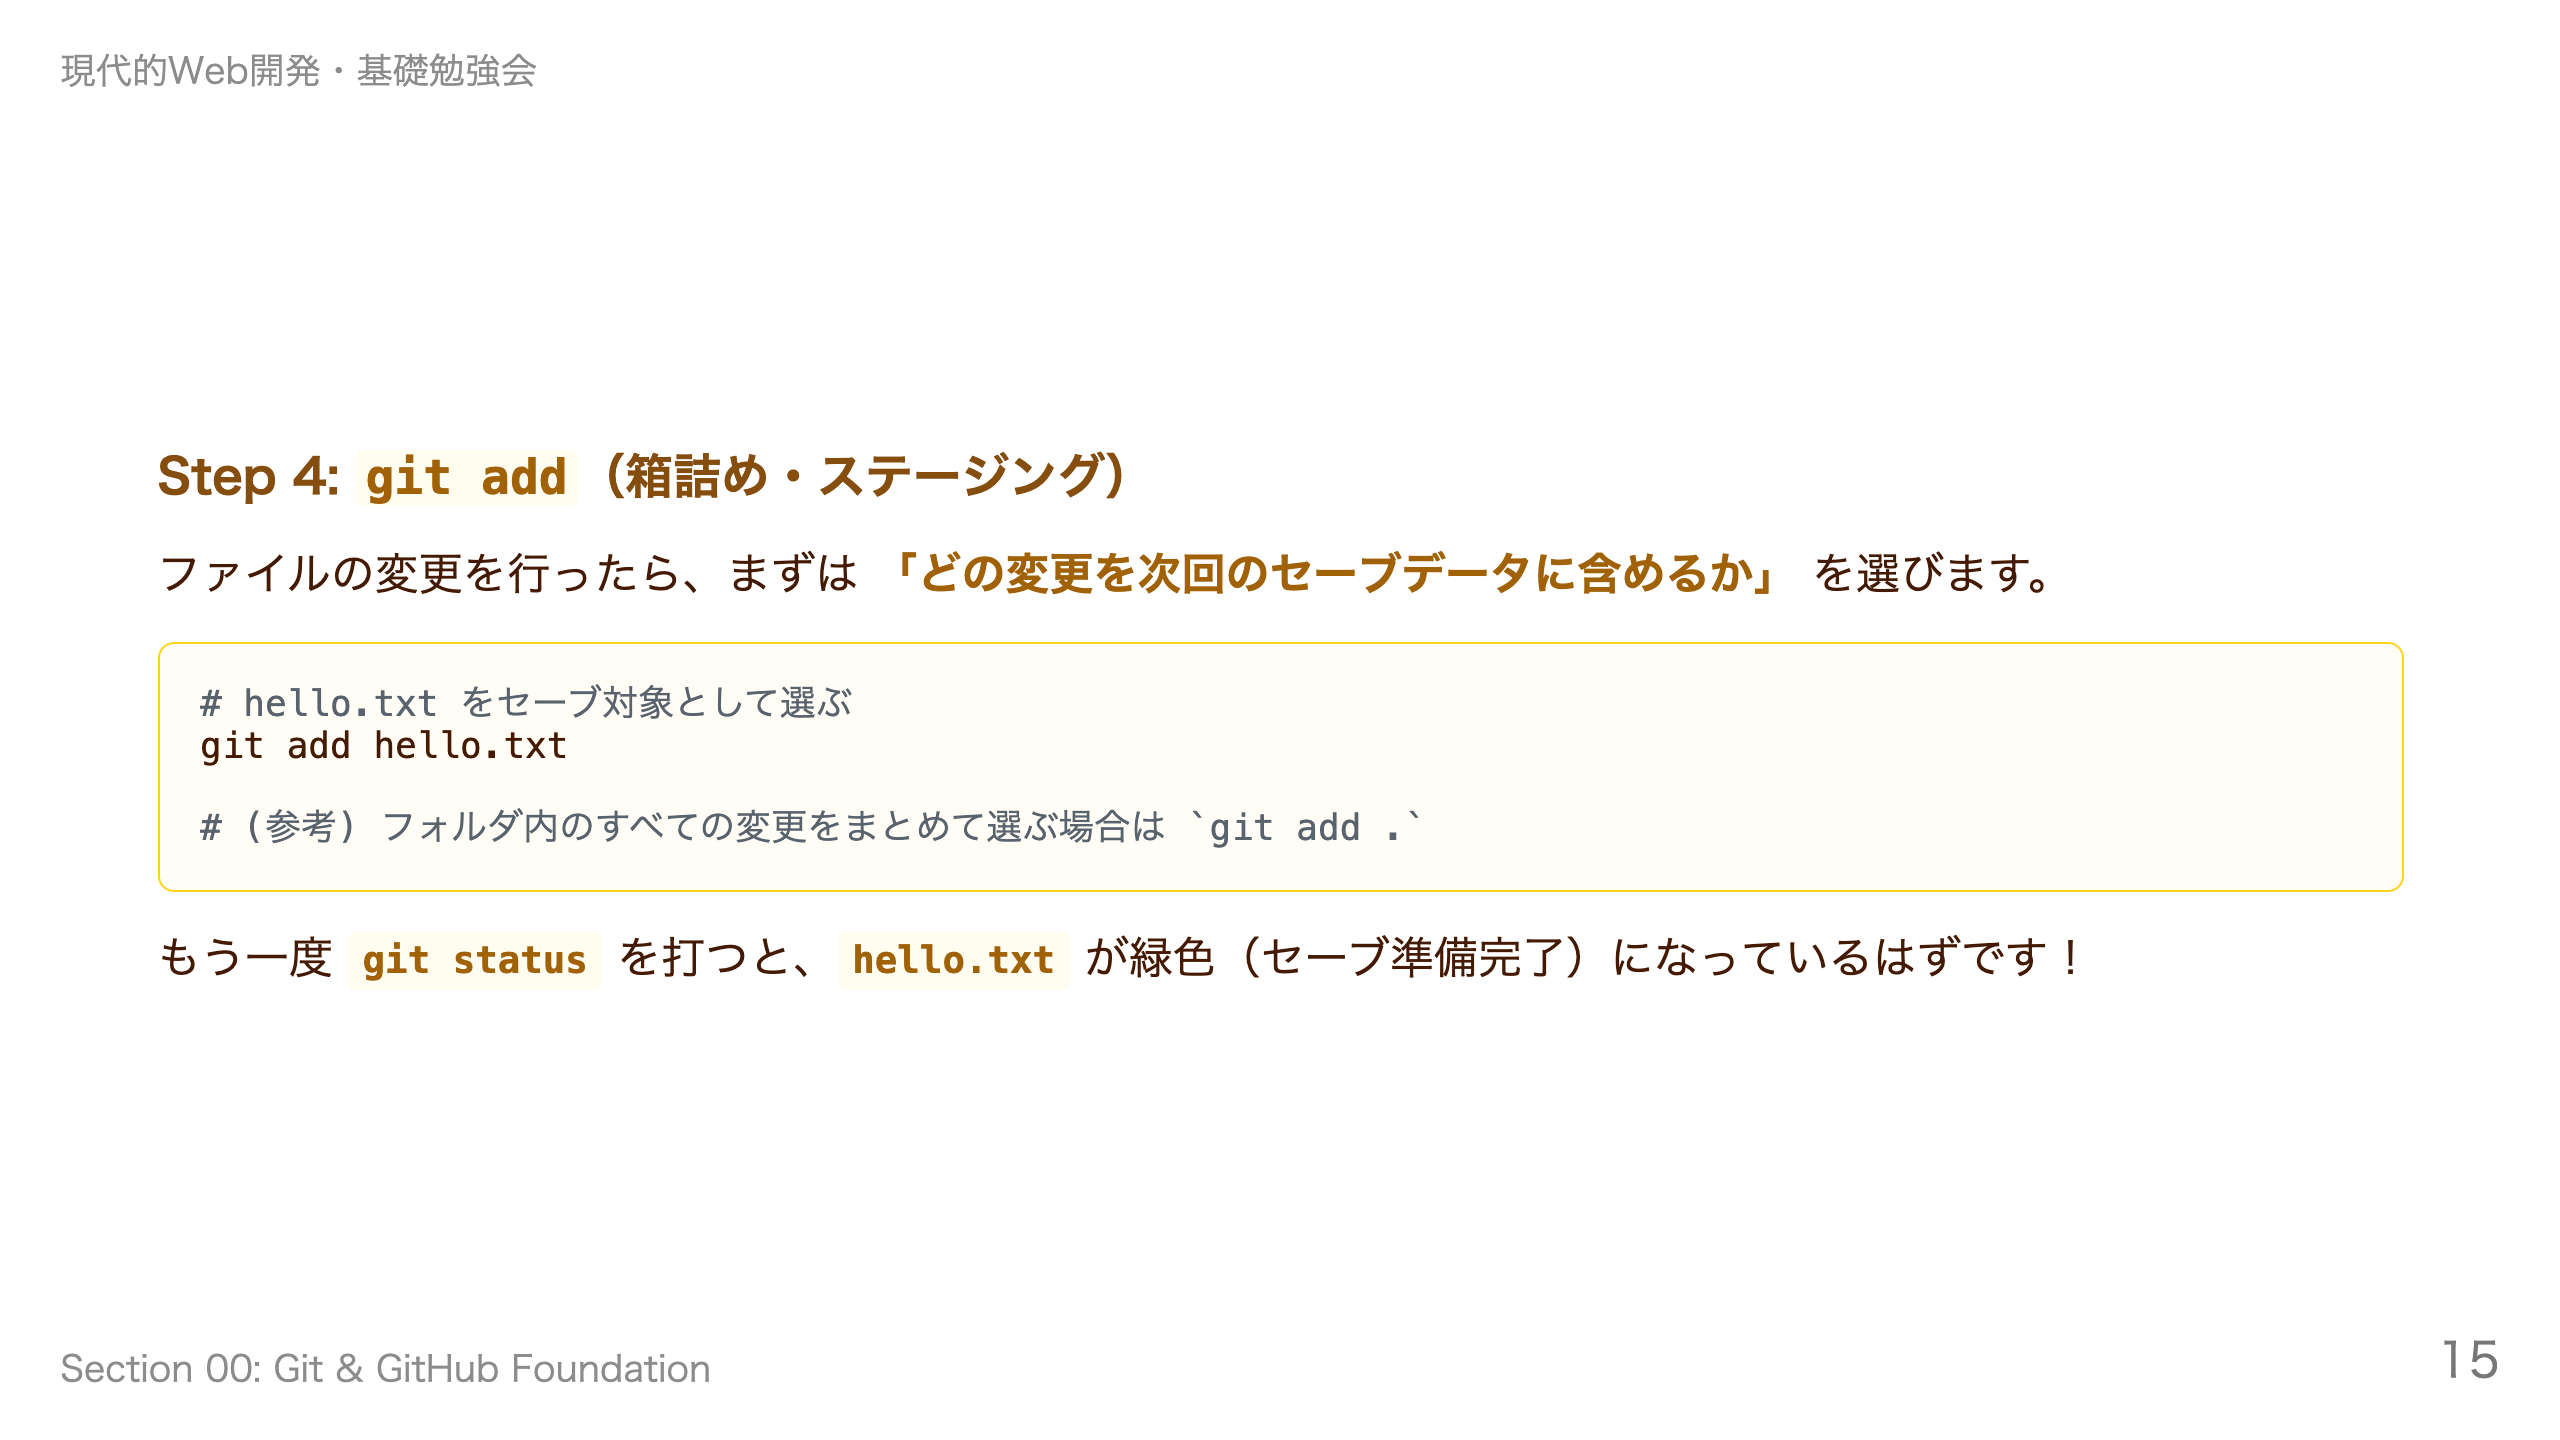 現代的Web開発・基礎勉強会
Step 4: git add（箱詰め・ステージング）
ファイルの変更を行ったら、まずは 「どの変更を次回のセーブデータに含めるか」 を選びます。
# hello.txt をセーブ対象として選ぶ
git add hello.txt
# (参考) フォルダ内のすべての変更をまとめて選ぶ場合は `git add .`
もう一度 git status を打つと、 hello.txt が緑色（セーブ準備完了）になっているはずです！
Section 00: Git & GitHub Foundation
15